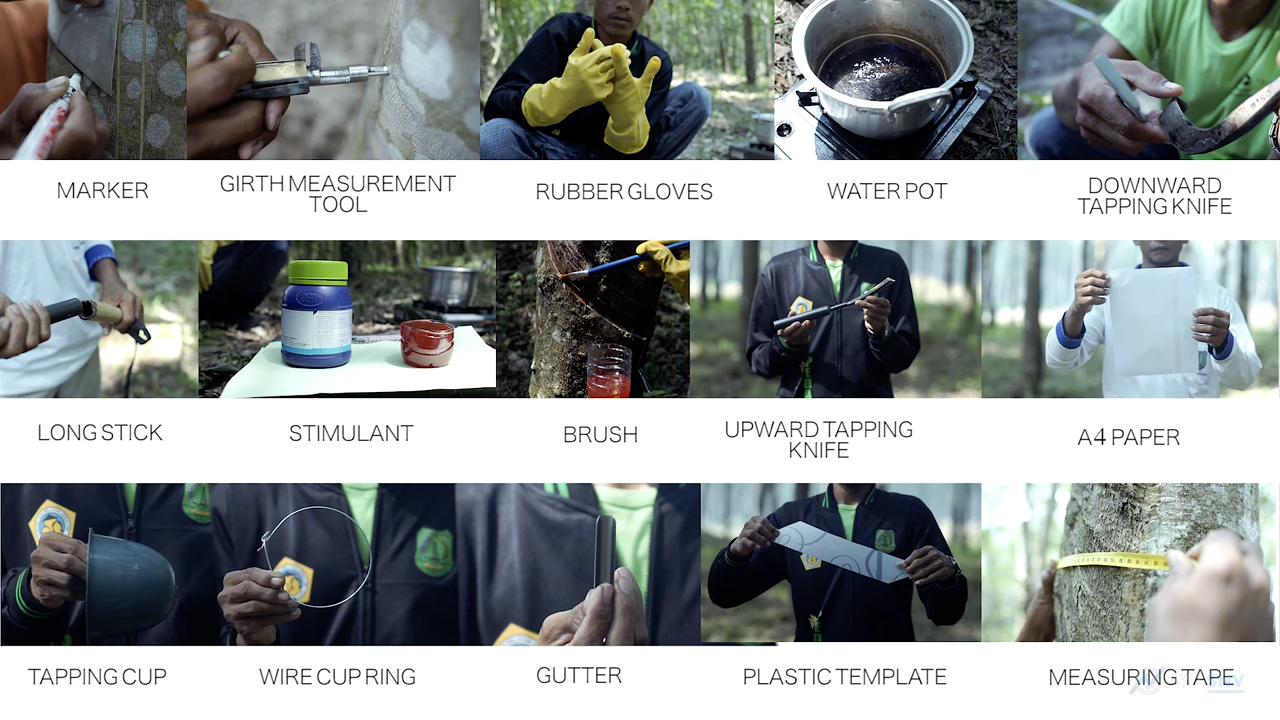 MARKER
GIRTH MEASUREMENT
TOOL
RUBBER GLOVES
WATER POT
DOWNWARD
TAPPING KNIFE
LONG STICK
STIMULANT
BRUSH
UPWARD TAPPING
KNIFE
A4 PAPER
TAPPING CUP
WIRE CUP RING
GUTTER
PLASTIC TEMPLATE
MEASURING TAPE